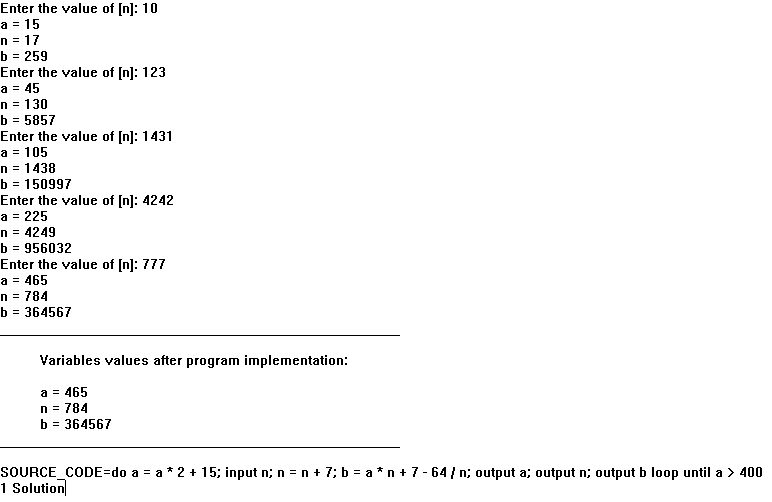 Enter the value of [n]: 10
a = 15
n = 17
b = 259
Enter the value of [n]: 123
a = 45
n = 130
b = 5857
Enter the value of [n]: 1431
a = 105
n = 1438
b = 150997
Enter the value of [n]: 4242
a = 225
n = 4249
b = 956032
Enter the value of [n]: 777
a = 465
n = 784
b = 364567
Variables values after program implementation:
a = 465
n = 784
b = 364567
SOURCE_CODE=do a = a * 2 + 15; input n; n = n + 7; b = a * n + 7 - 64 / n; output a; output n; output b loop until a > 400
1 Solution